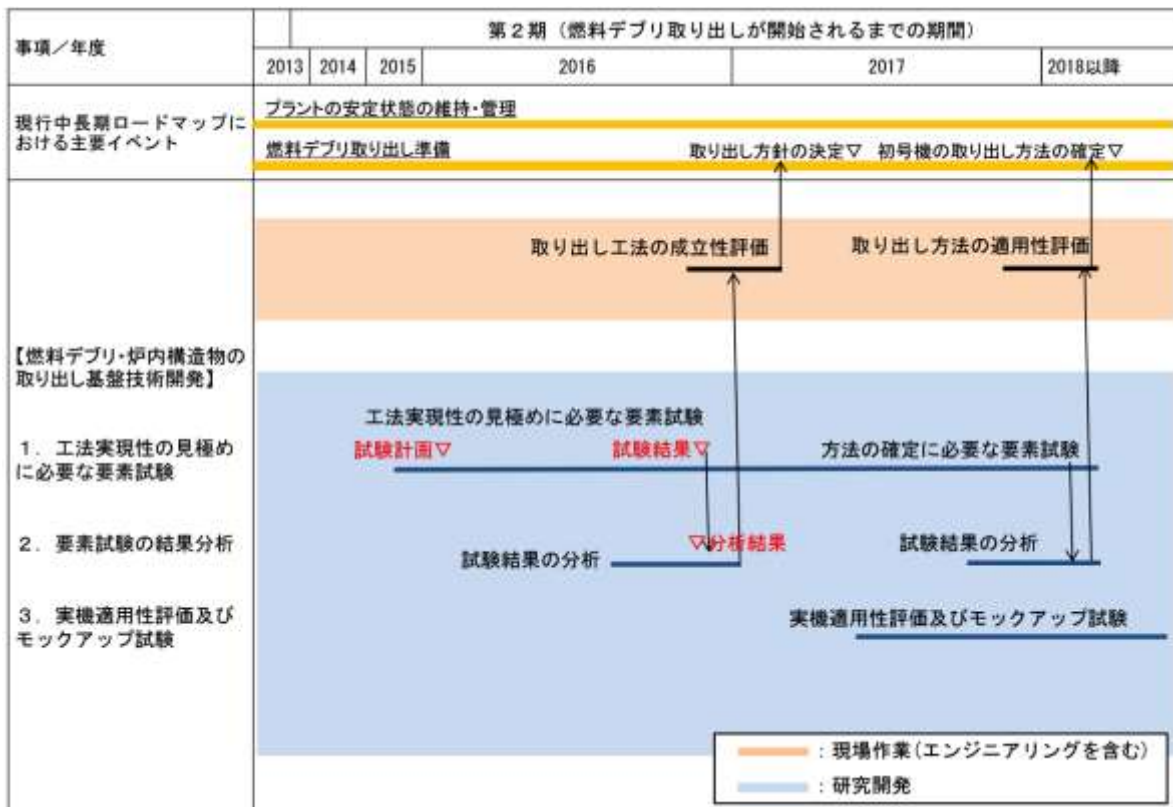 事項／年度
第２期（燃料デブリ取り出しが開始されるまでの期間）
2013 2014 2015 2016 2017 2018以降
現行中長期ロードマップに
おける主要イベント
プラントの安定状態の維持・管理
燃料デブリ取り出し準備
取り出し方針の決定▽
初号機の取り出し方法の確定▽
取り出し工法の成立性評価
取り出し方法の適用性評価
【燃料デブリ・炉内構造物の
取り出し基盤技術開発】
１．工法実現性の見極め
に必要な要素試験
工法実現性の見極めに必要な要素試験
試験計画▽
試験結果▽
方法の確定に必要な要素試験
２．要素試験の結果分析
試験結果の分析
▽分析結果
試験結果の分析
３．実機適用性評価及び
モックアップ試験
実機適用性評価及びモックアップ試験
：現場作業（エンジニアリングを含む）
：研究開発